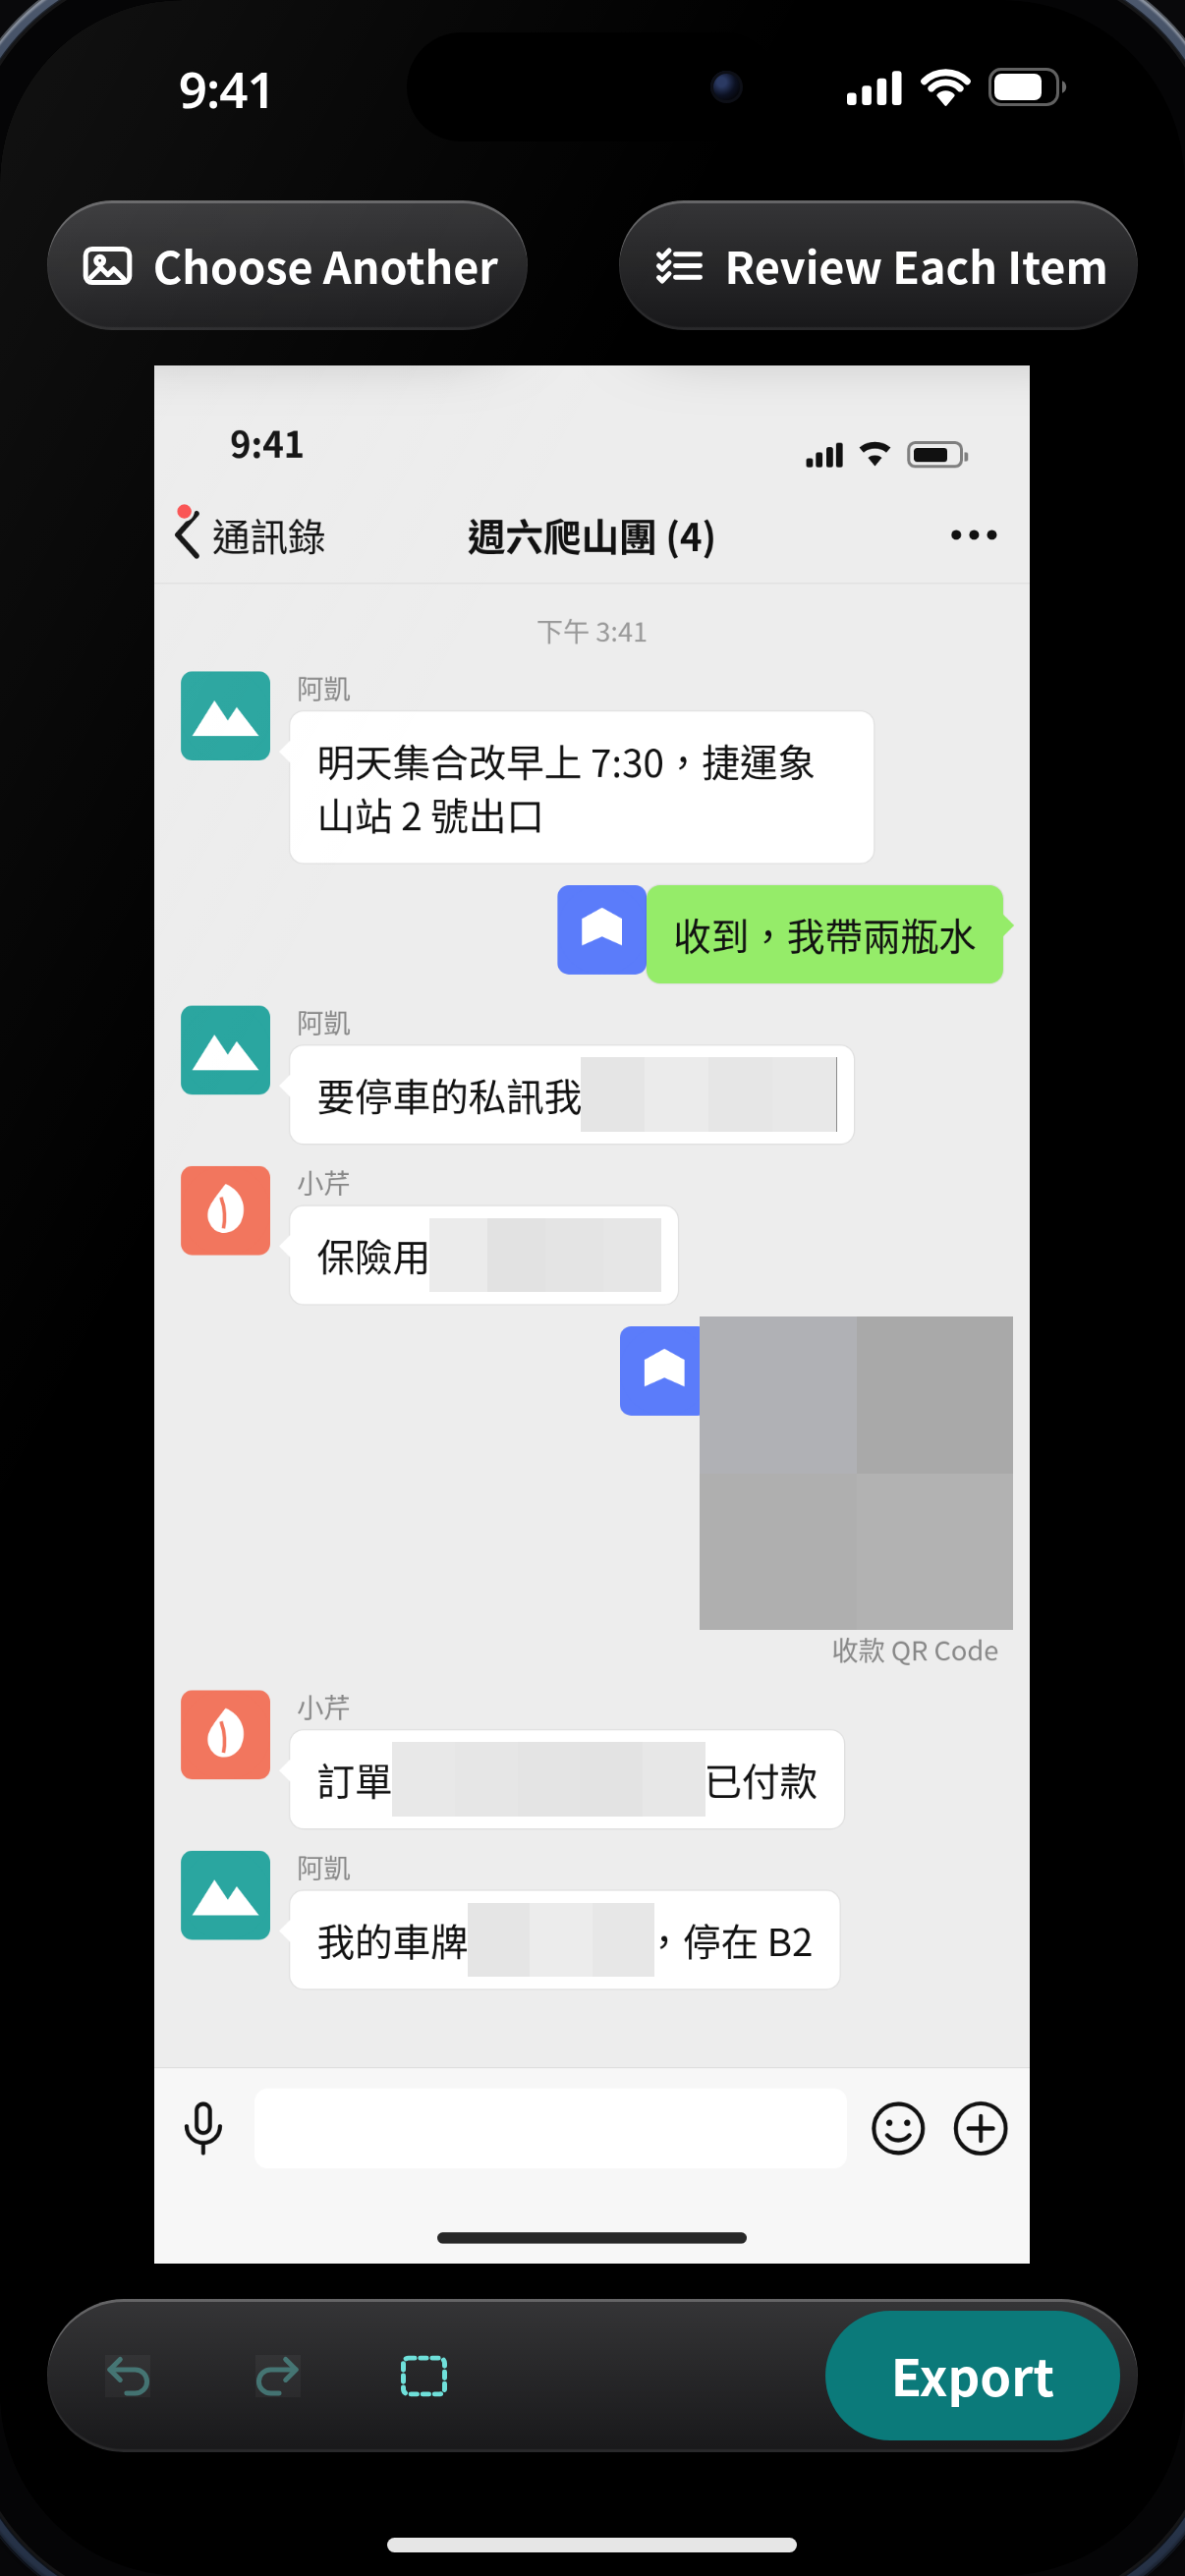 9:41
Choose Another
Review Each Item
9:41
通訊錄
週六爬山團 (4)
下午 3:41
阿凱
明天集合改早上 7:30，捷運象
山站 2 號出口
收到，我帶兩瓶水
阿凱
要停車的私訊我
小芹
保險用
收款 QR Code
小芹
訂單 已付款
阿凱
我的車牌 ，停在 B2
Export